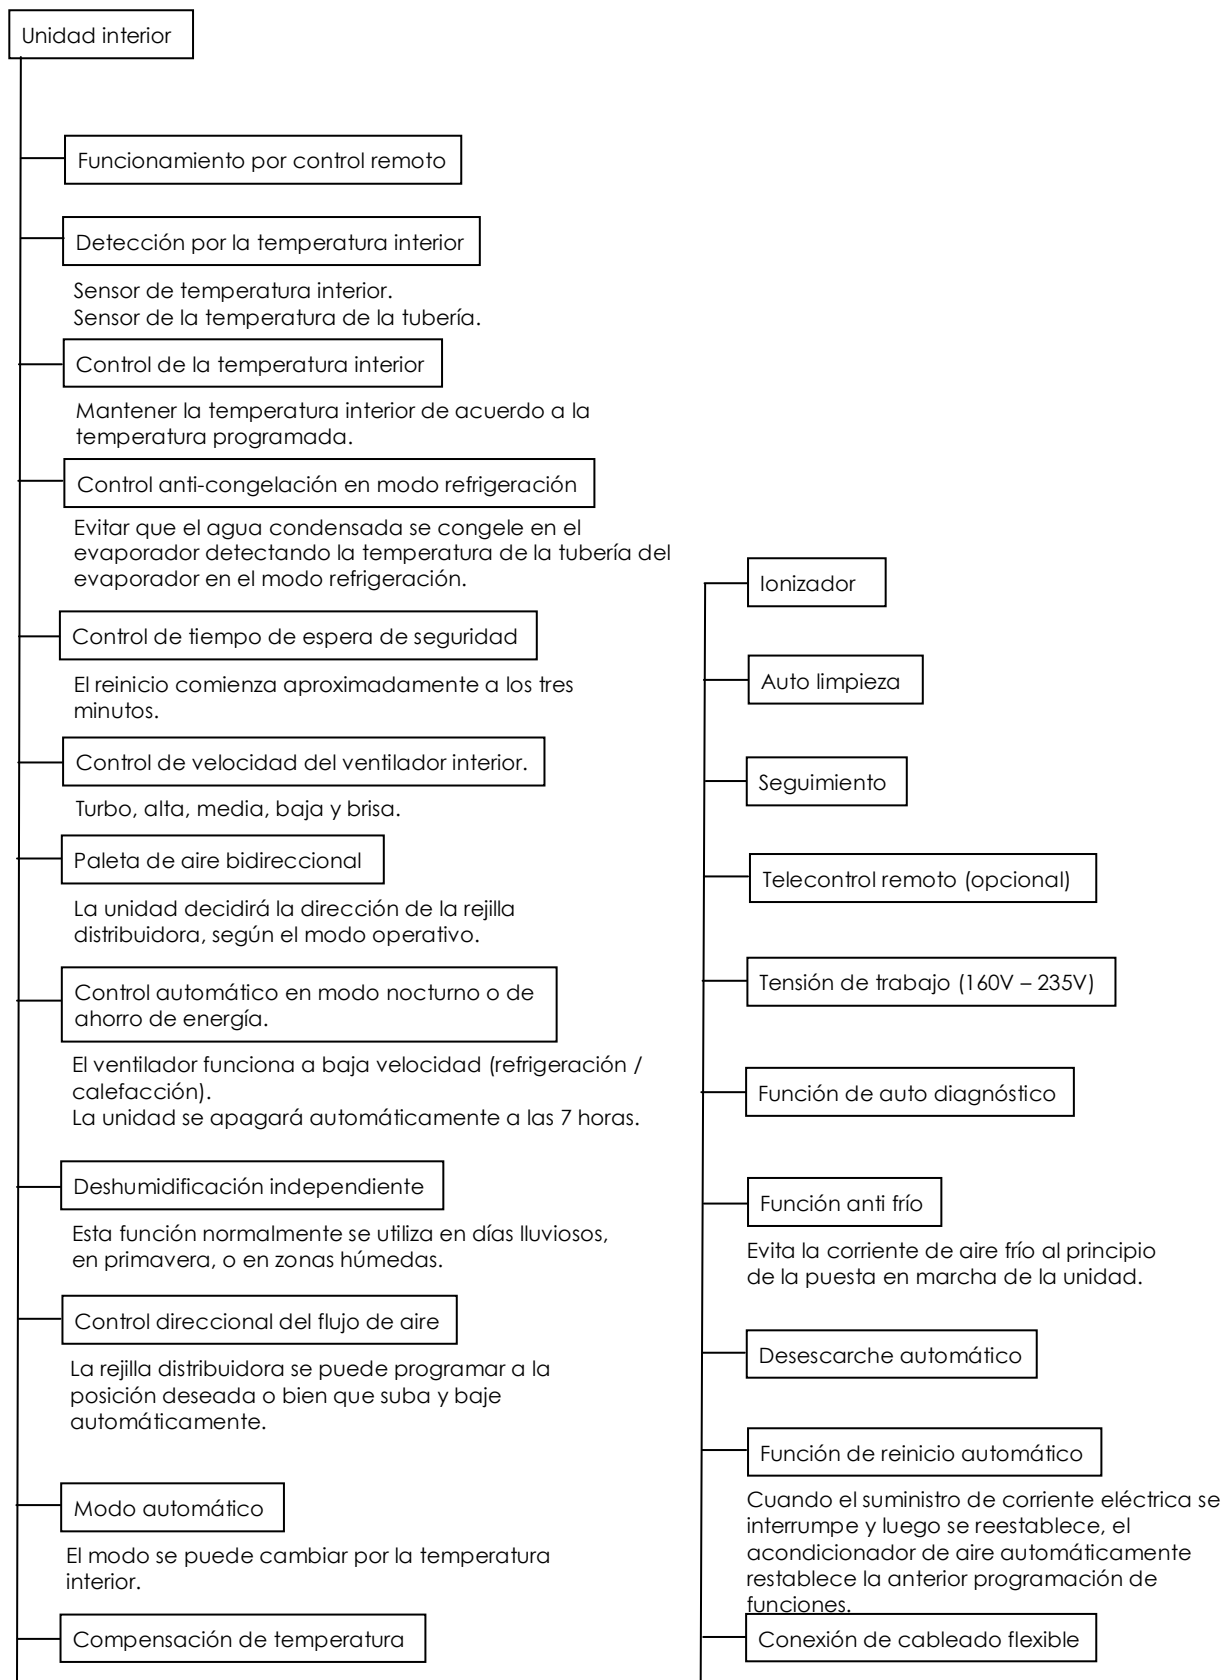 Unidad interior
Funcionamiento por control remoto
Detección por la temperatura interior
Sensor de temperatura interior.
Sensor de la temperatura de la tubería.
Control de la temperatura interior
Mantener la temperatura interior de acuerdo a la
temperatura programada.
Control anti-congelación en modo refrigeración
Evitar que el agua condensada se congele en el
evaporador detectando la temperatura de la tubería del
evaporador en el modo refrigeración.
Control de tiempo de espera de seguridad
El reinicio comienza aproximadamente a los tres
minutos.
Control de velocidad del ventilador interior.
Turbo, alta, media, baja y brisa.
Paleta de aire bidireccional
La unidad decidirá la dirección de la rejilla
distribuidora, según el modo operativo.
Control automático en modo nocturno o de
ahorro de energía.
El ventilador funciona a baja velocidad (refrigeración /
calefacción).
La unidad se apagará automáticamente a las 7 horas.
Deshumidificación independiente
Esta función normalmente se utiliza en días lluviosos,
en primavera, o en zonas húmedas.
Control direccional del flujo de aire
La rejilla distribuidora se puede programar a la
posición deseada o bien que suba y baje
automáticamente.
Modo automático
El modo se puede cambiar por la temperatura
interior.
Compensación de temperatura
Ionizador
Auto limpieza
Seguimiento
Telecontrol remoto (opcional)
Tensión de trabajo (160V – 235V)
Función de auto diagnóstico
Función anti frío
Evita la corriente de aire frío al principio
de la puesta en marcha de la unidad.
Desescarche automático
Función de reinicio automático
Cuando el suministro de corriente eléctrica se
interrumpe y luego se reestablece, el
acondicionador de aire automáticamente
restablece la anterior programación de
funciones.
Conexión de cableado flexible